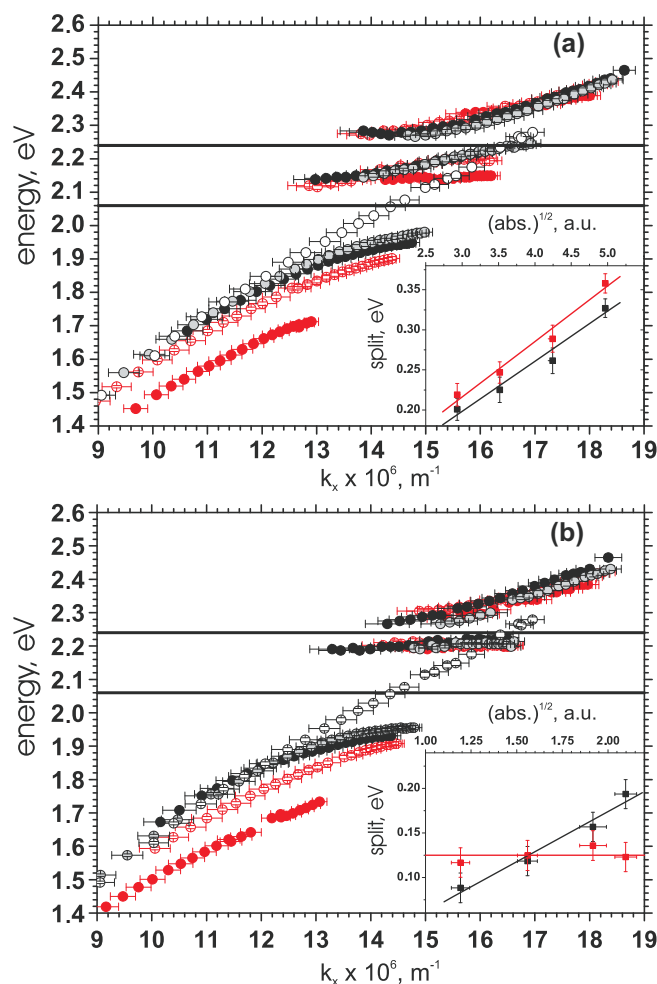 (a)
2.6
2.5
2.4
2.3
2.2
2.1
2.0
1.9
1.8
1.7
1.6
1.5
1.4
energy, eV
9 10 11 12 13 14 15 16 17 18 19
k_x x 10^6, m^-1
(abs.)^1/2, a.u.
2.5 3.0 3.5 4.0 4.5 5.0
split, eV
0.35
0.30
0.25
0.20
(b)
2.6
2.5
2.4
2.3
2.2
2.1
2.0
1.9
1.8
1.7
1.6
1.5
1.4
energy, eV
9 10 11 12 13 14 15 16 17 18 19
k_x x 10^6, m^-1
(abs.)^1/2, a.u.
1.00 1.25 1.50 1.75 2.00
split, eV
0.20
0.15
0.10